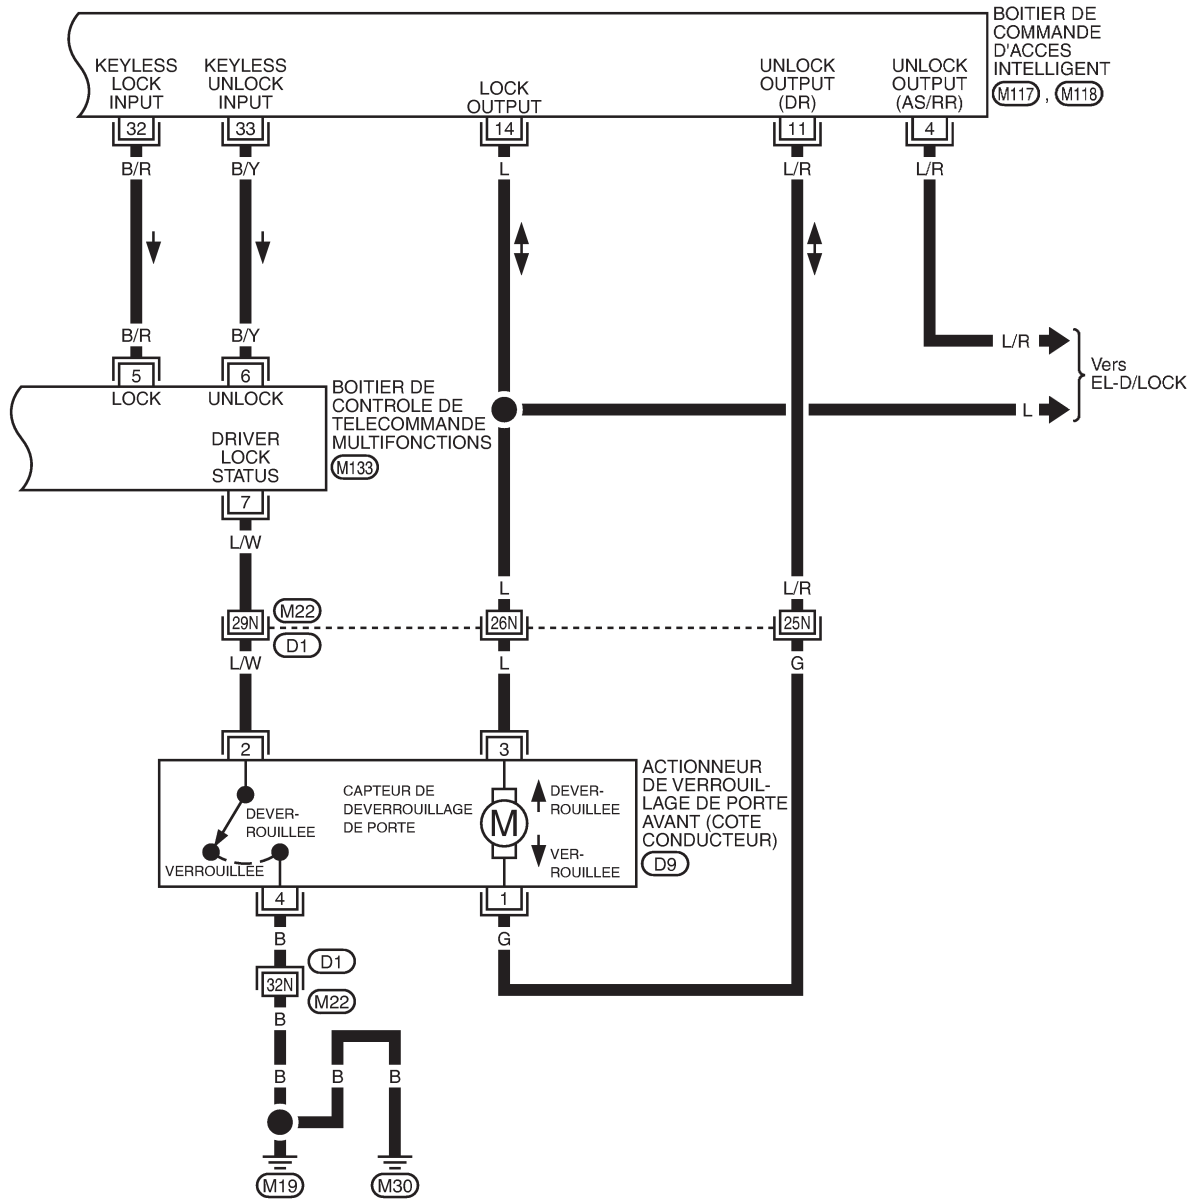 BOITIER DE
COMMANDE
D'ACCES
INTELLIGENT
M117 , M118
KEYLESS
LOCK
INPUT
KEYLESS
UNLOCK
INPUT
LOCK
OUTPUT
UNLOCK
OUTPUT
(DR)
UNLOCK
OUTPUT
(AS/RR)
32 33 14 11 4
B/R B/Y L L/R L/R
B/R B/Y L/R
Vers
EL-D/LOCK
L
5 6
LOCK UNLOCK
BOITIER DE
CONTROLE DE
TELECOMMANDE
MULTIFONCTIONS
M133
DRIVER
LOCK
STATUS
7
L/W
L L/R
M22
29N 26N 25N
D1
L/W L G
2 3
ACTIONNEUR
DE VERROUIL-
LAGE DE PORTE
AVANT (COTE
CONDUCTEUR)
D9
CAPTEUR DE
DEVERROUILLAGE
DE PORTE
DEVER-
ROUILLEE
M
DEVER-
ROUILLEE
VER-
ROUILLEE
VERROUILLEE
4 1
B G
D1
32N
M22
B
B B B
M19 M30